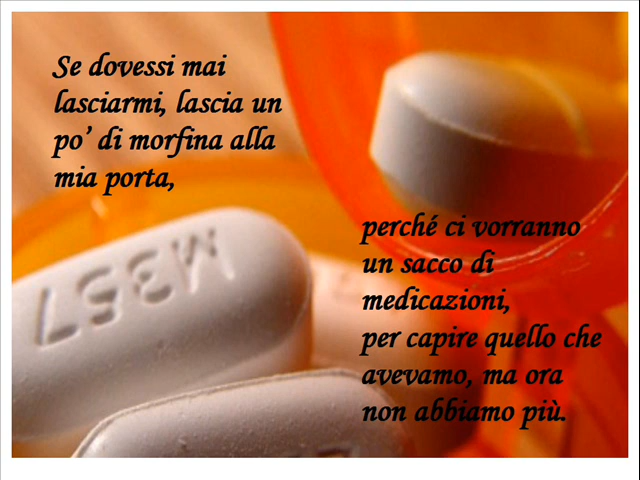 Se dovessi mai
lasciarmi, lascia un
po' di morfina alla
mia porta,
perché ci vorranno
un sacco di
medicazioni,
per capire quello che
avevamo, ma ora
non abbiamo più.
M357